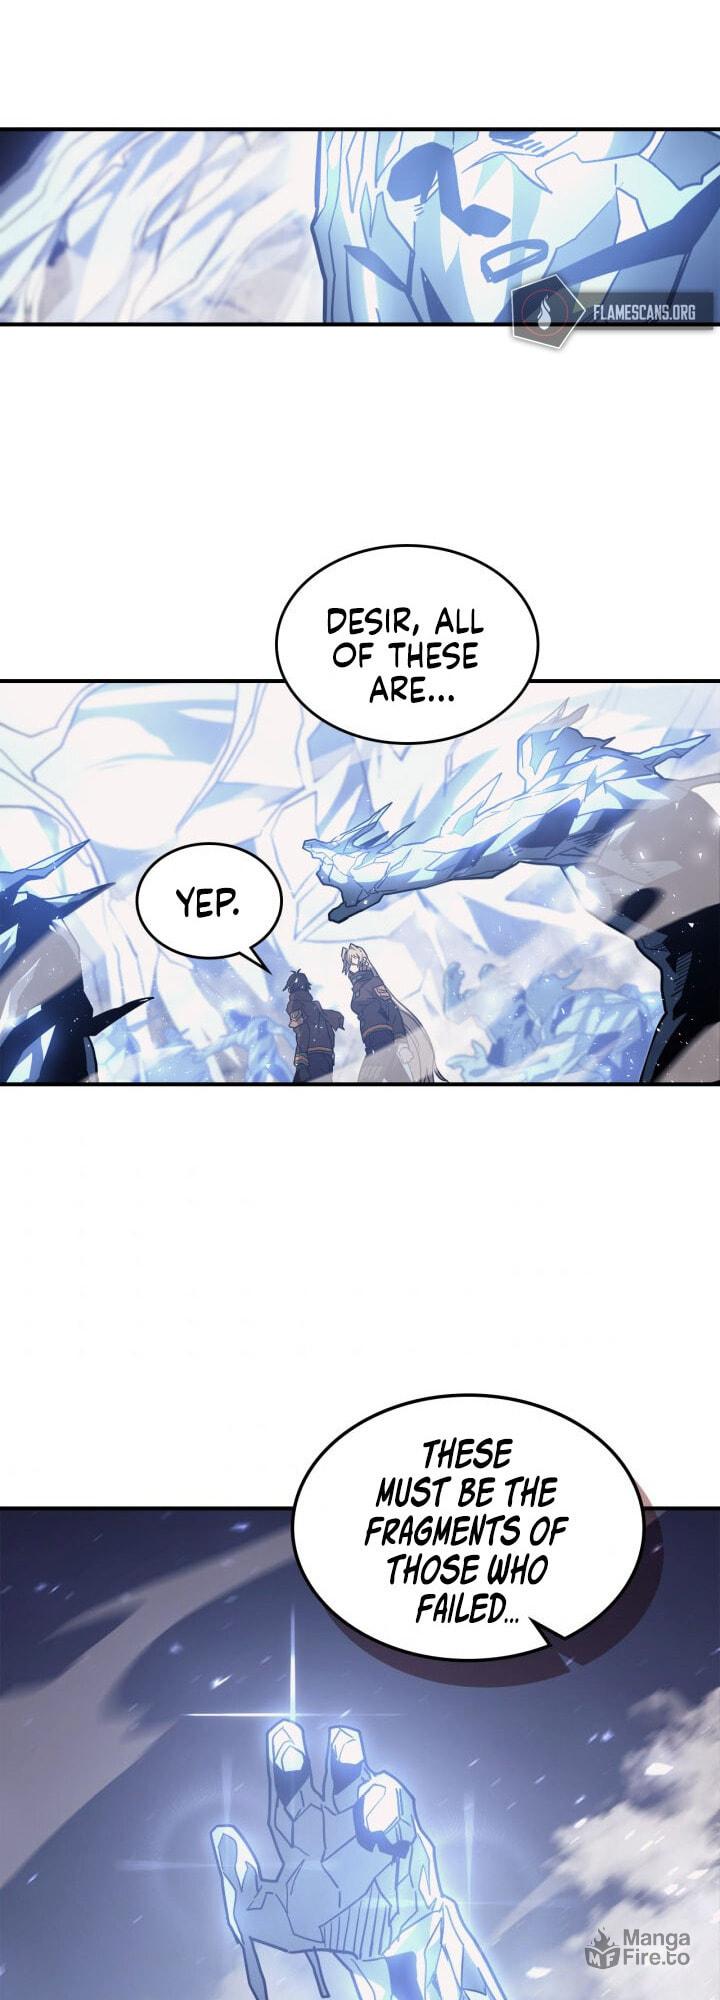 FLAMESCANS.ORG
DESIR, ALL
OF THESE
ARE...
YEP.
THESE
MUST BE THE
FRAGMENTS OF
THOSE WHO
FAILED...
Manga
MF Fire.to